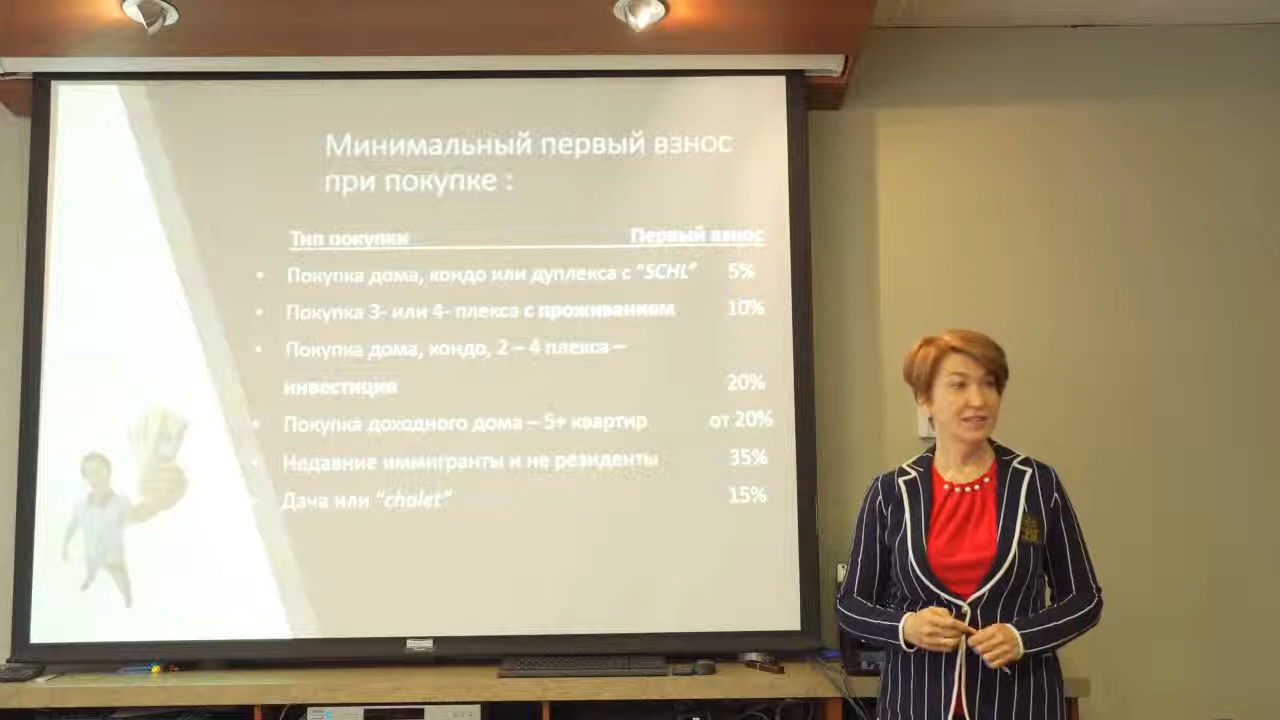 Минимальный первый взнос
при покупке :
Тип покупки Первый взнос
• Покупка дома, кондо или дуплекса с “SCHL” 5%
• Покупка 3- или 4- плекса с проживанием 10%
• Покупка дома, кондо, 2 – 4 плекса –
инвестиция 20%
• Покупка доходного дома – 5+ квартир от 20%
• Недавние иммигранты и не резиденты 35%
• Дача или “chalet” 15%